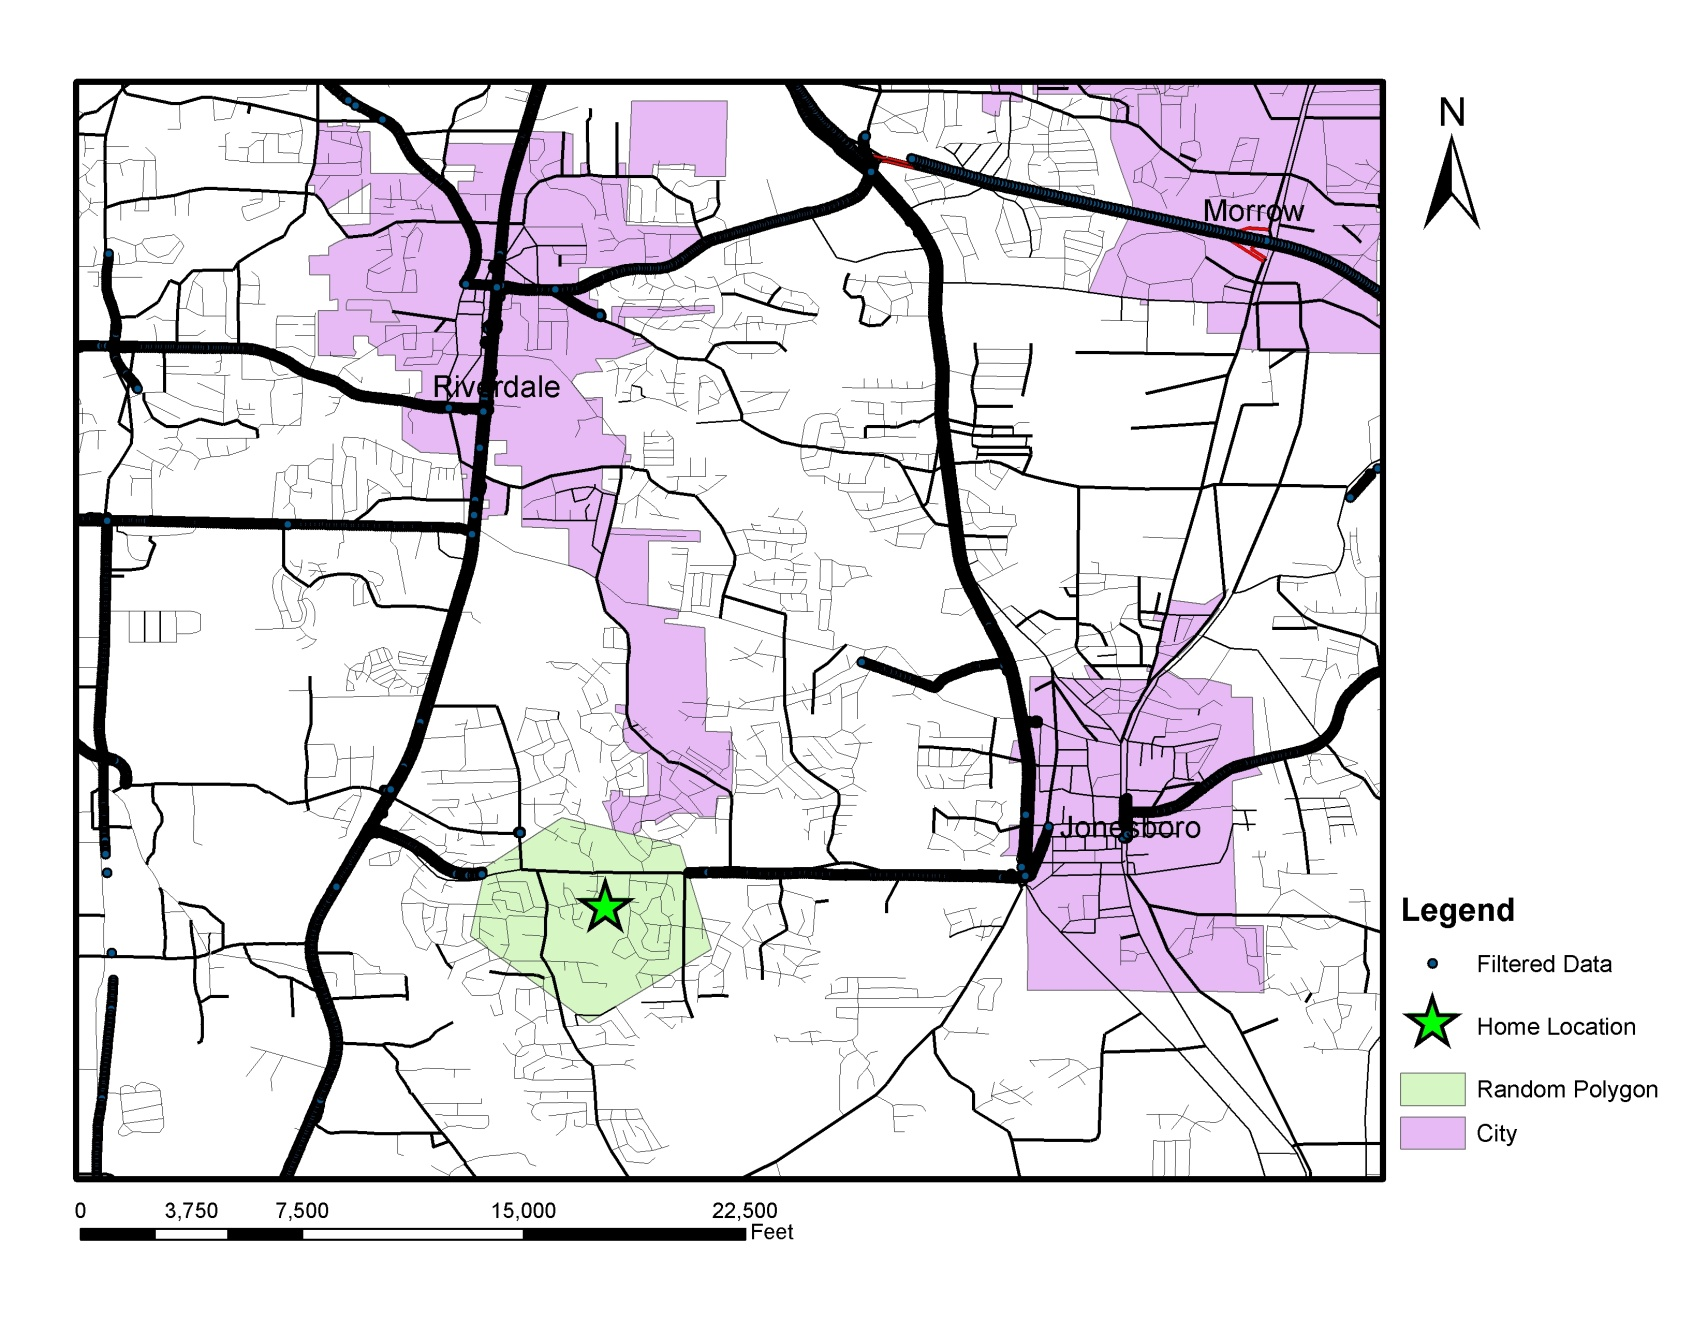 N
Morrow
Riverdale
Jonesboro
Legend
Filtered Data
Home Location
Random Polygon
City
0 3,750 7,500 15,000 22,500
Feet